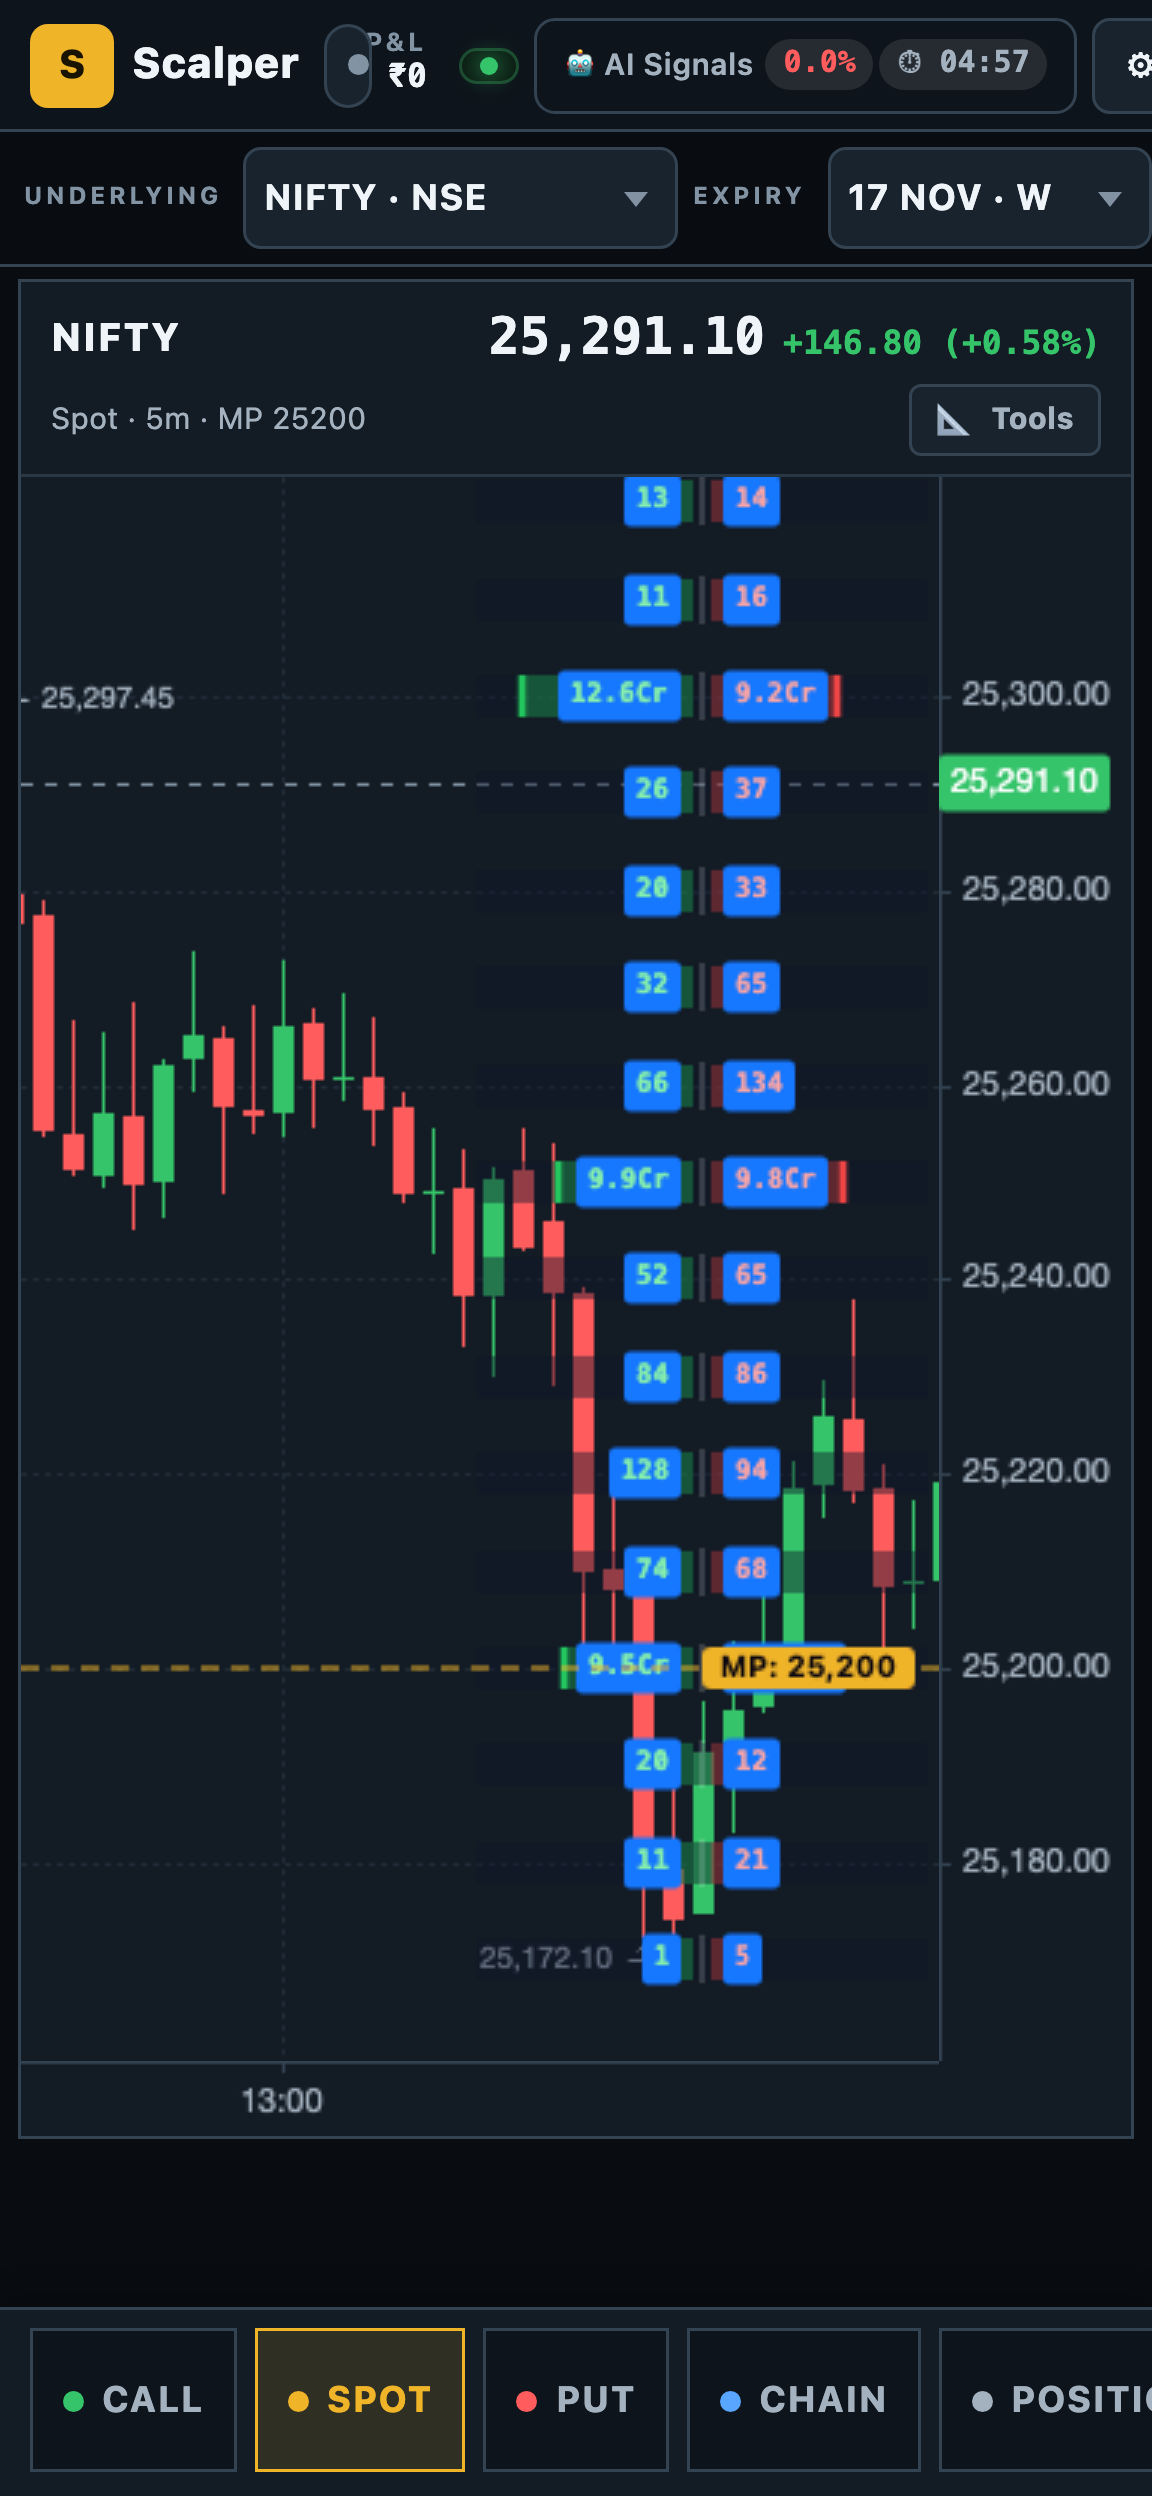 S Scalper P&L ₹0 🤖 AI Signals 0.0% ⏱ 04:57 ⚙
UNDERLYING NIFTY · NSE EXPIRY 17 NOV · W
NIFTY 25,291.10 +146.80 (+0.58%)
Spot · 5m · MP 25200 📐 Tools
13 14
11 16
25,297.45 12.6Cr 9.2Cr 25,300.00
26 37 25,291.10
20 33 25,280.00
32 65
66 134 25,260.00
9.9Cr 9.8Cr
52 65 25,240.00
84 86
128 94 25,220.00
74 68
9.5Cr MP: 25,200 25,200.00
20 12
11 21 25,180.00
25,172.10 1 5
13:00
CALL SPOT PUT CHAIN